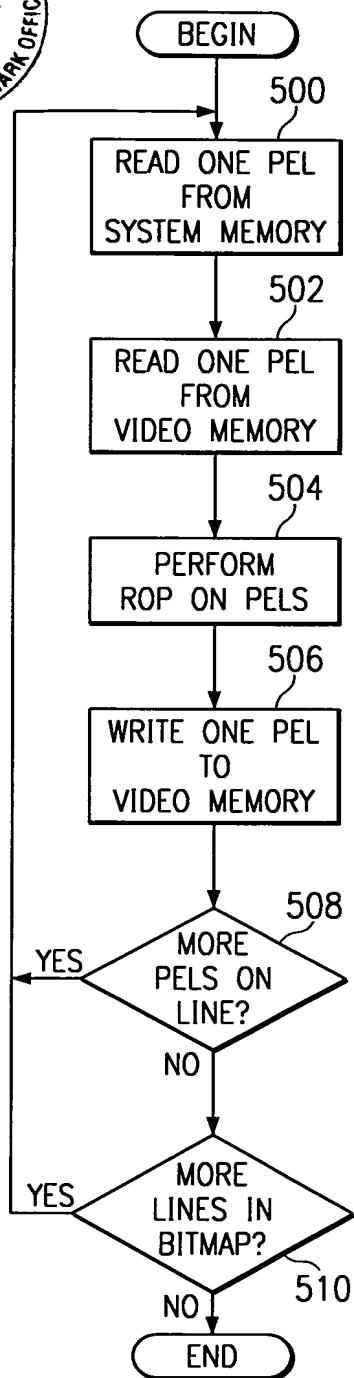 ARK OFFIC
BEGIN
500
READ ONE PEL
FROM
SYSTEM MEMORY
502
READ ONE PEL
FROM
VIDEO MEMORY
504
PERFORM
ROP ON PELS
506
WRITE ONE PEL
TO
VIDEO MEMORY
508
MORE
PELS ON
LINE?
YES
NO
MORE
LINES IN
BITMAP?
YES
510
NO
END